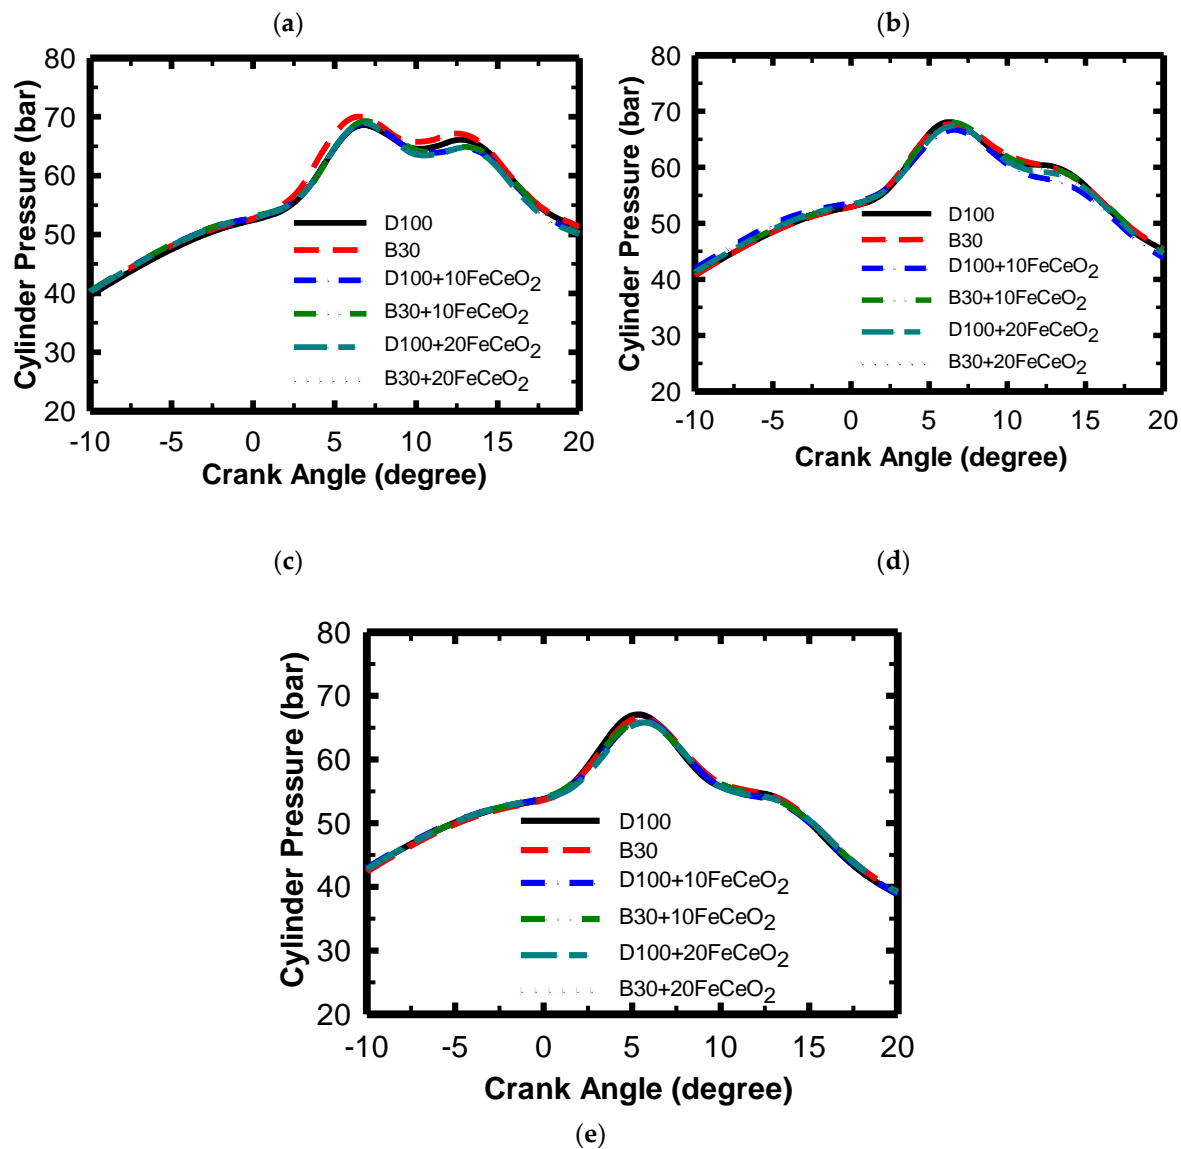 (a)
(b)
80
70
60
50
40
30
20
Cylinder Pressure (bar)
D100
B30
D100+10FeCeO2
B30+10FeCeO2
D100+20FeCeO2
B30+20FeCeO2
-10 -5 0 5 10 15 20
Crank Angle (degree)
80
70
60
50
40
30
20
Cylinder Pressure (bar)
D100
B30
D100+10FeCeO2
B30+10FeCeO2
D100+20FeCeO2
B30+20FeCeO2
-10 -5 0 5 10 15 20
Crank Angle (degree)
(c)
(d)
80
70
60
50
40
30
20
Cylinder Pressure (bar)
D100
B30
D100+10FeCeO2
B30+10FeCeO2
D100+20FeCeO2
B30+20FeCeO2
-10 -5 0 5 10 15 20
Crank Angle (degree)
(e)